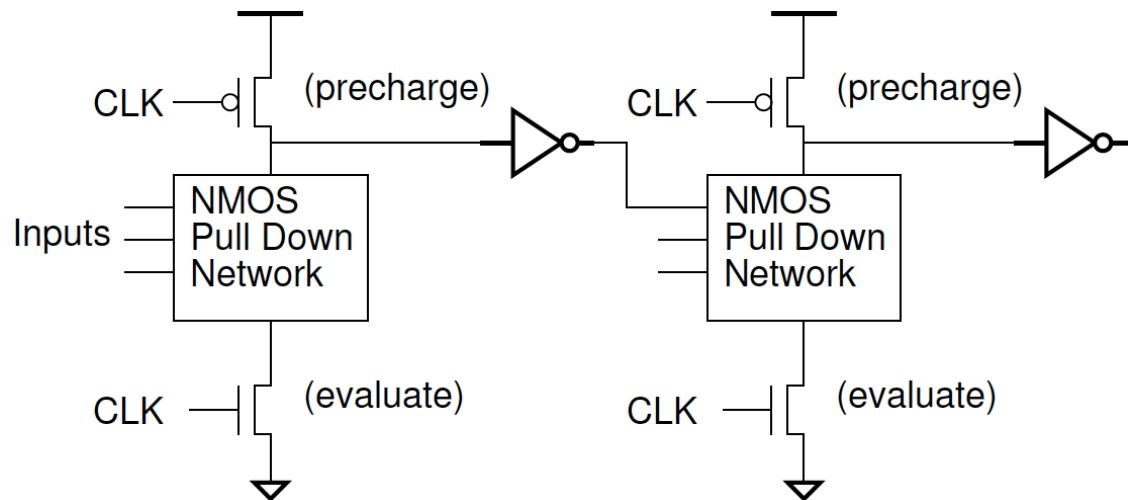 CLK
(precharge)
Inputs
NMOS
Pull Down
Network
CLK
(evaluate)
CLK
(precharge)
NMOS
Pull Down
Network
CLK
(evaluate)